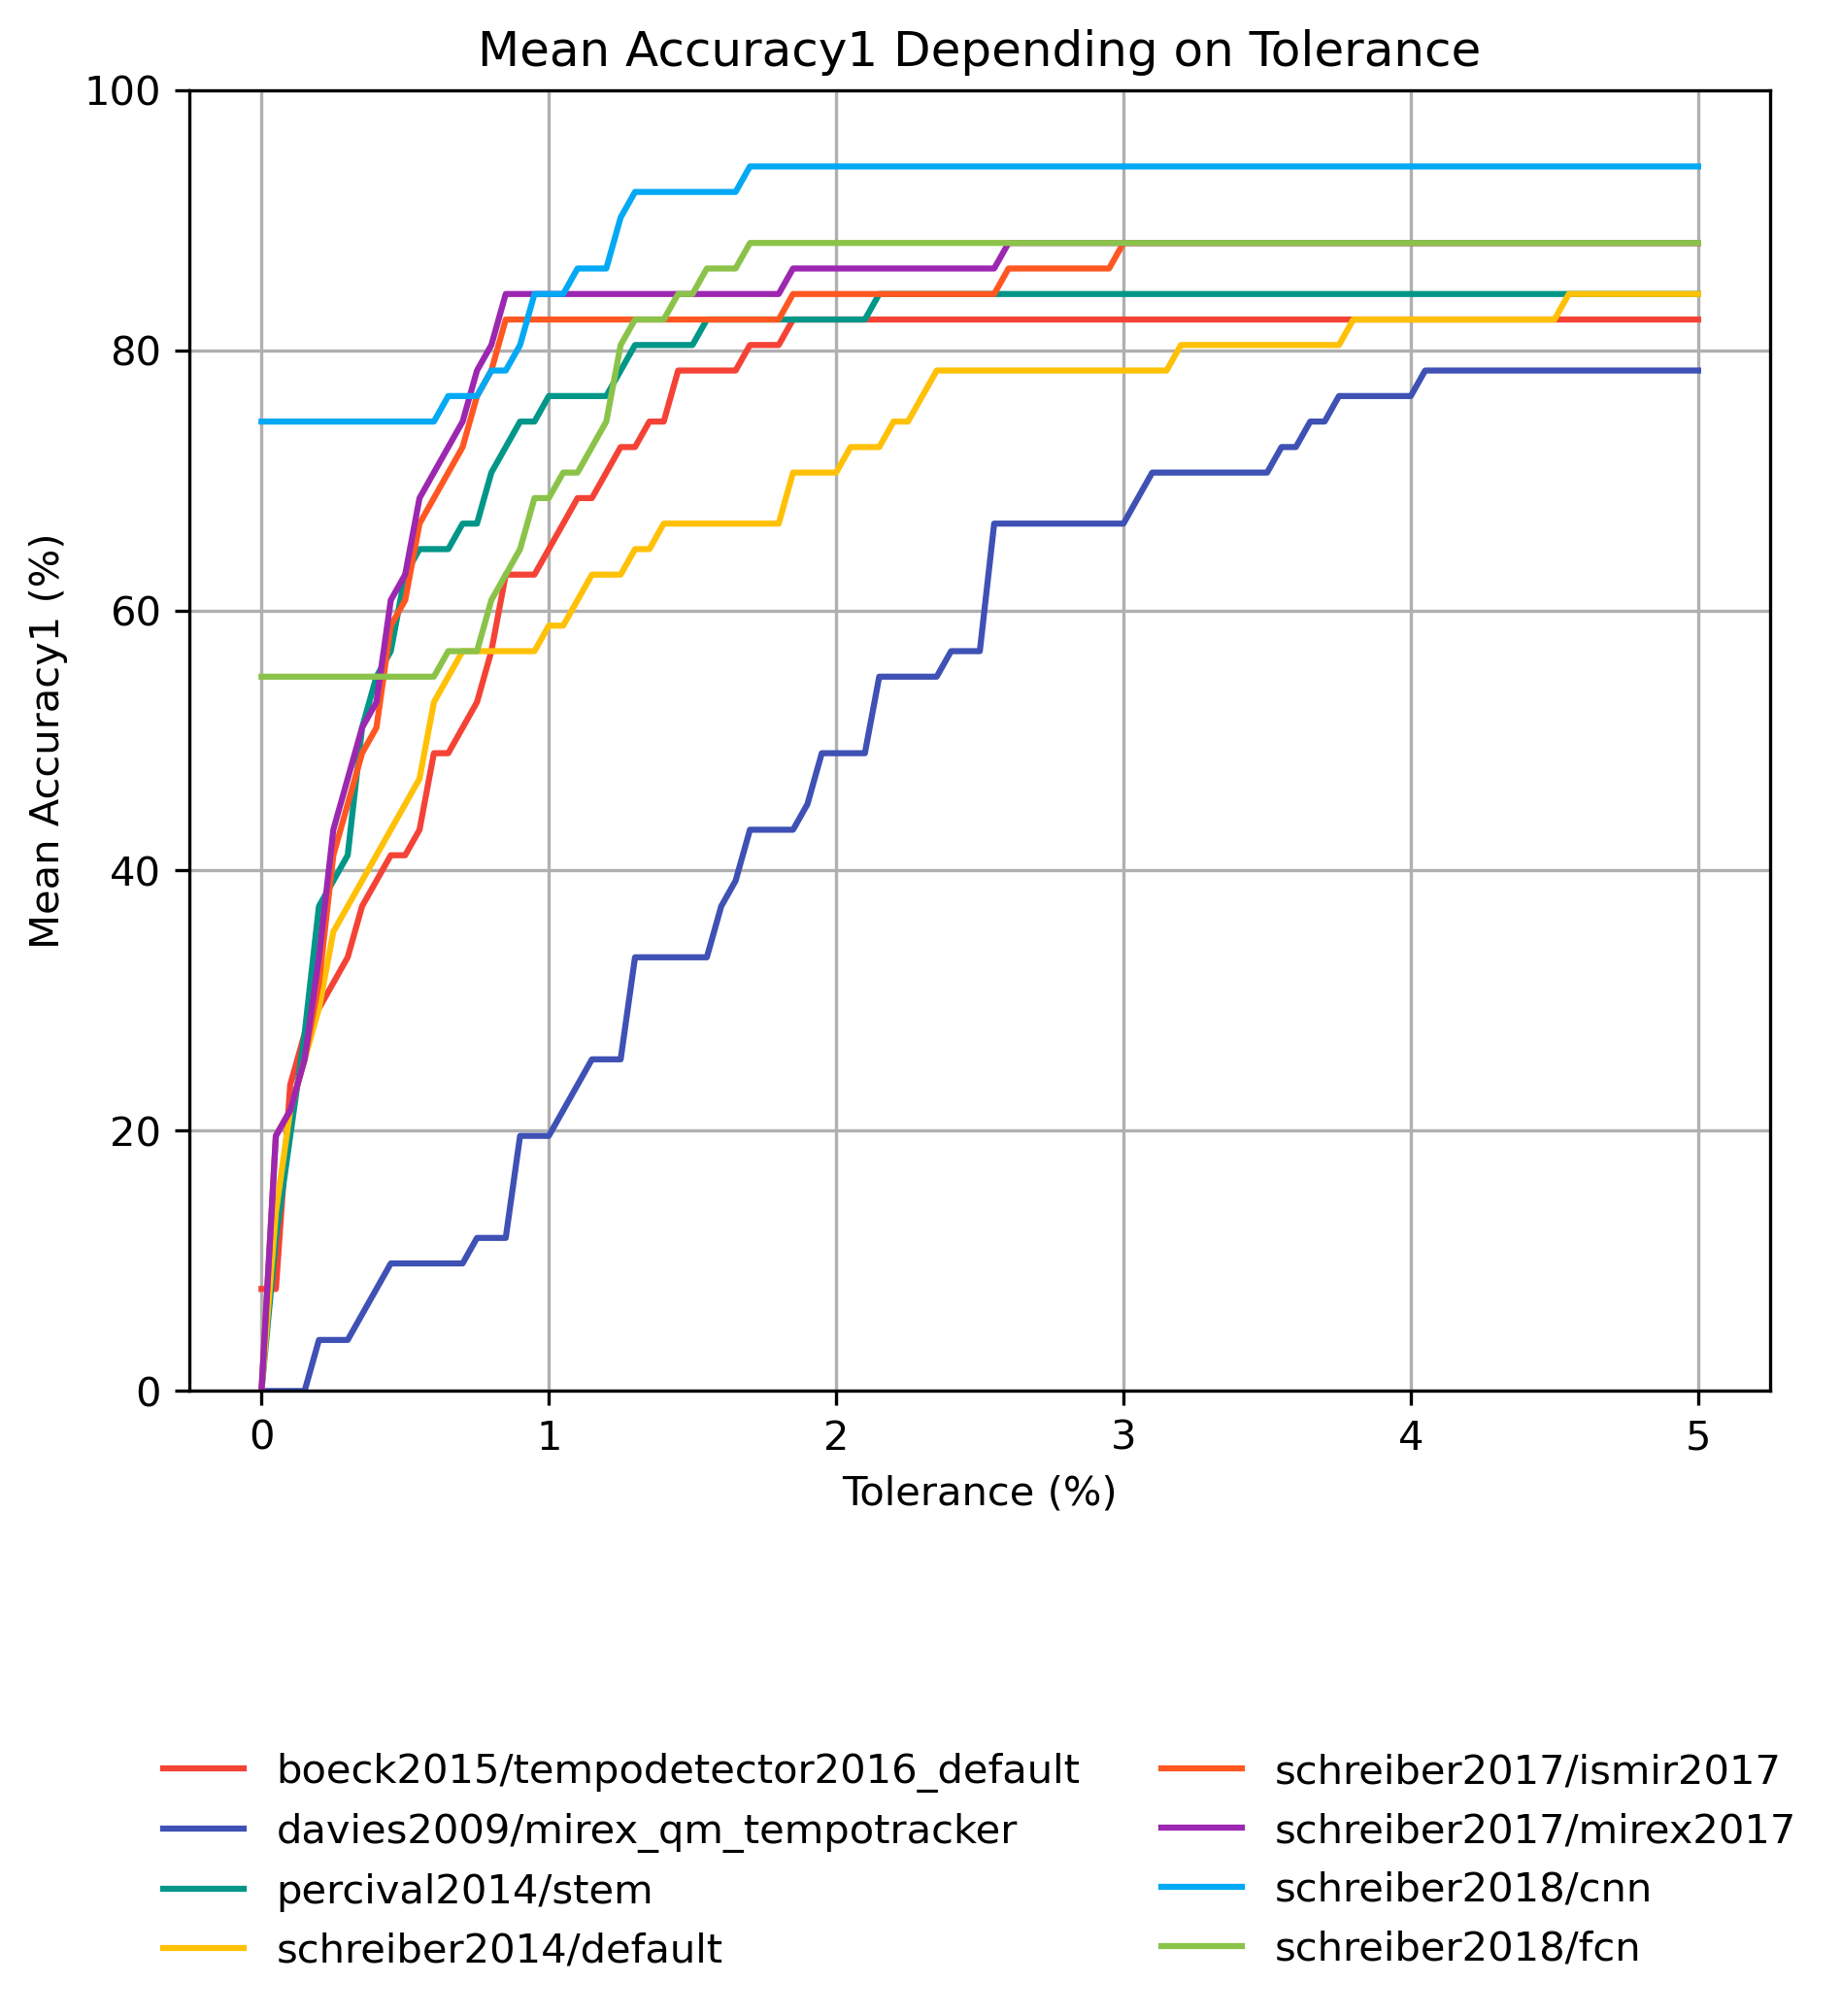 Mean Accuracy1 Depending on Tolerance
100
80
60
40
20
0
Mean Accuracy1 (%)
0 1 2 3 4 5
Tolerance (%)
boeck2015/tempodetector2016_default
davies2009/mirex_qm_tempotracker
percival2014/stem
schreiber2014/default
schreiber2017/ismir2017
schreiber2017/mirex2017
schreiber2018/cnn
schreiber2018/fcn